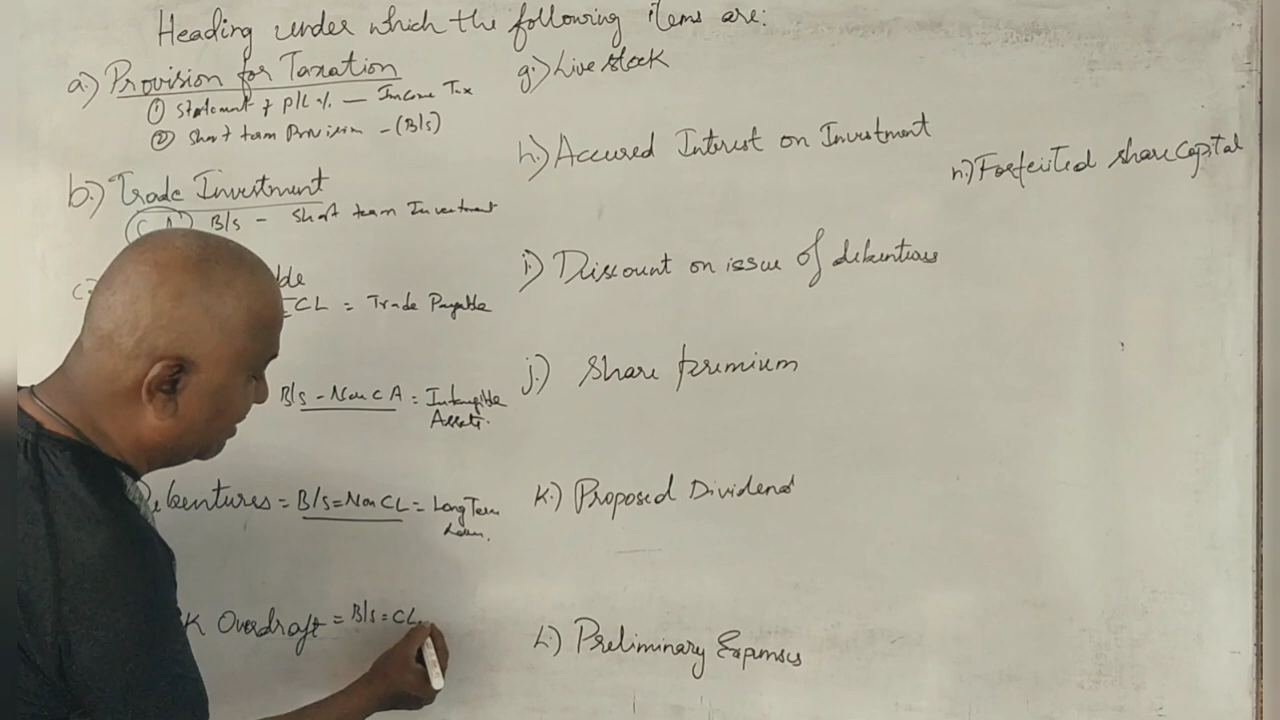 Heading under which the following items are:
a.) Provision for Taxation
① Statement of P/L % — Income Tax
② Short term Provision - (B/S)
b.) Trade Investment
C.A B/S - Short term Investment
c.)
CL = Trade Payable
B/S - Non C A = Intangible
Assets.
Debentures = B/S = Non CL = Long Term
Loan.
K Overdraft = B/S = CL
g.) Live stock
h.) Accured Interest on Investment
i.) Discount on issue of debentures
j.) Share premium
k.) Proposed Dividend
L.) Preliminary Expenses
n.) Forfeited share Capital